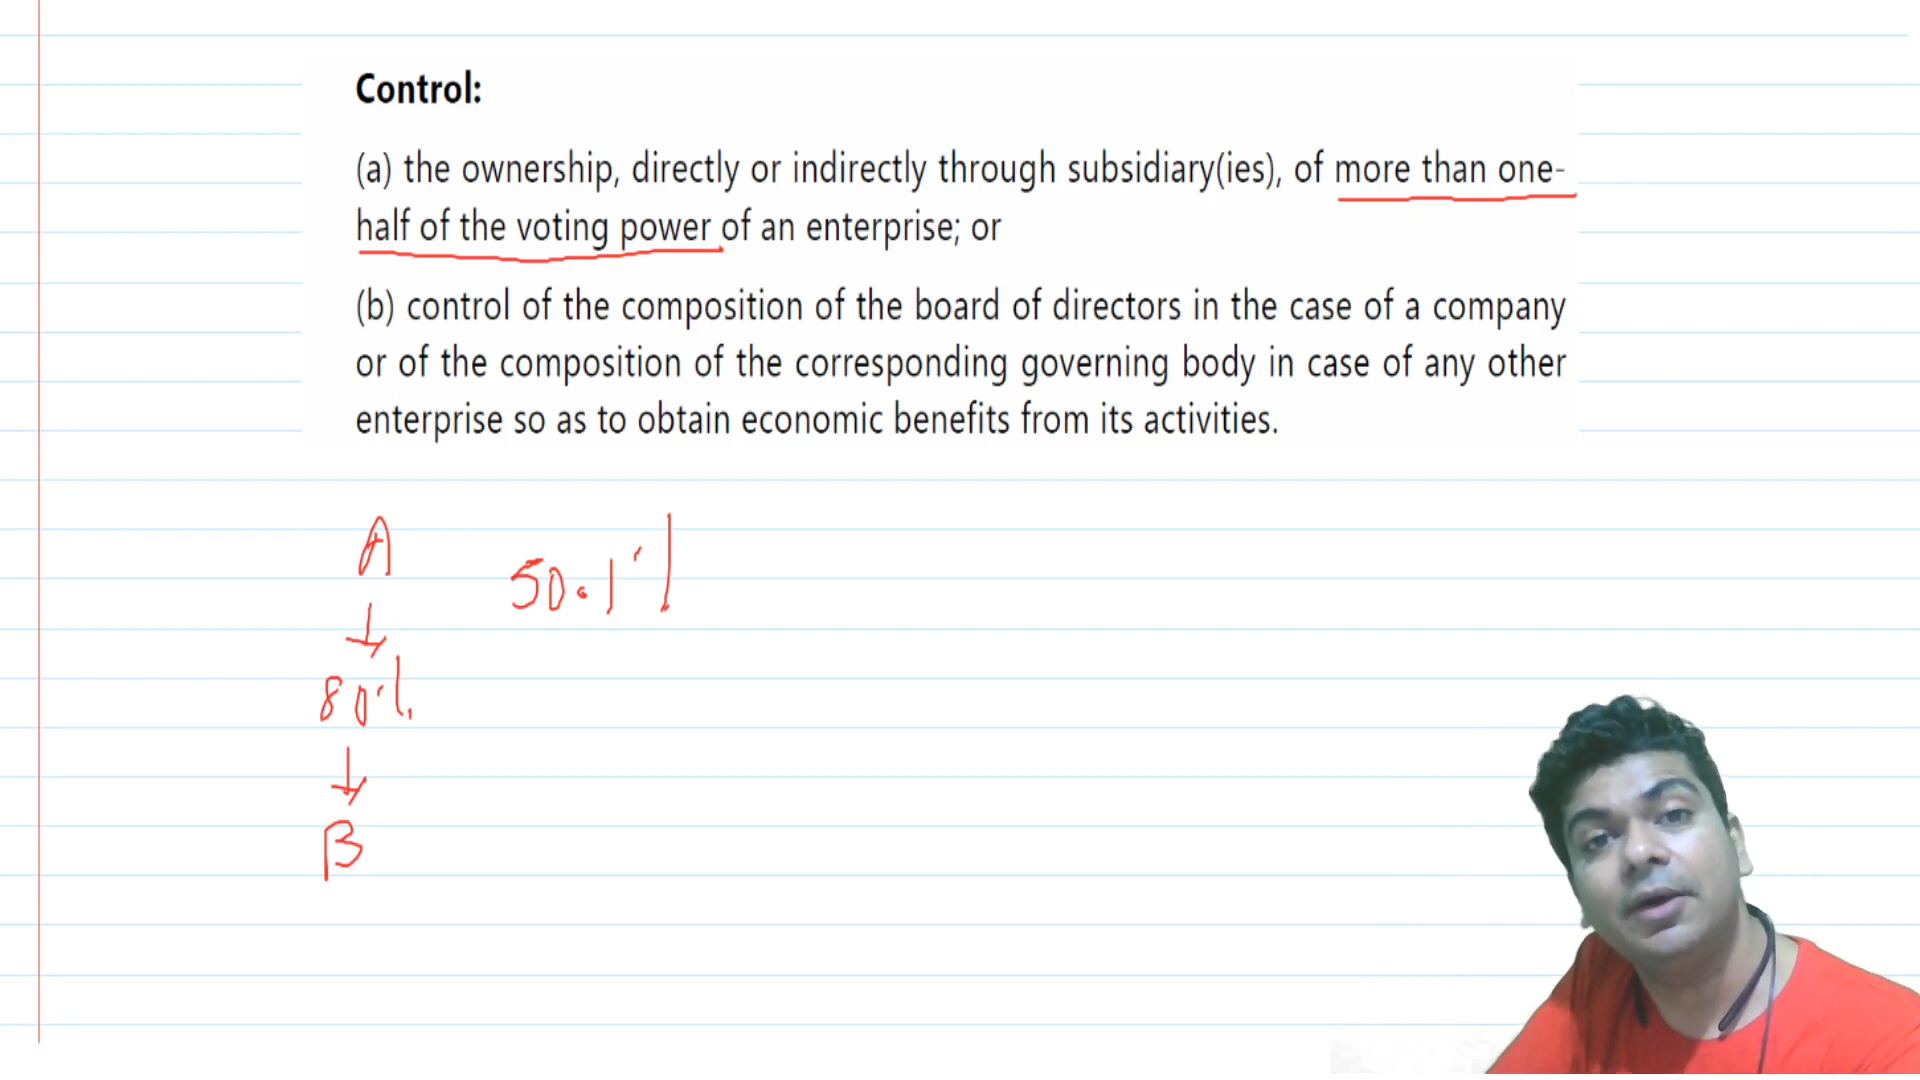 Control:
(a) the ownership, directly or indirectly through subsidiary(ies), of more than one-
half of the voting power of an enterprise; or
(b) control of the composition of the board of directors in the case of a company
or of the composition of the corresponding governing body in case of any other
enterprise so as to obtain economic benefits from its activities.
A
50.1%
80%
B